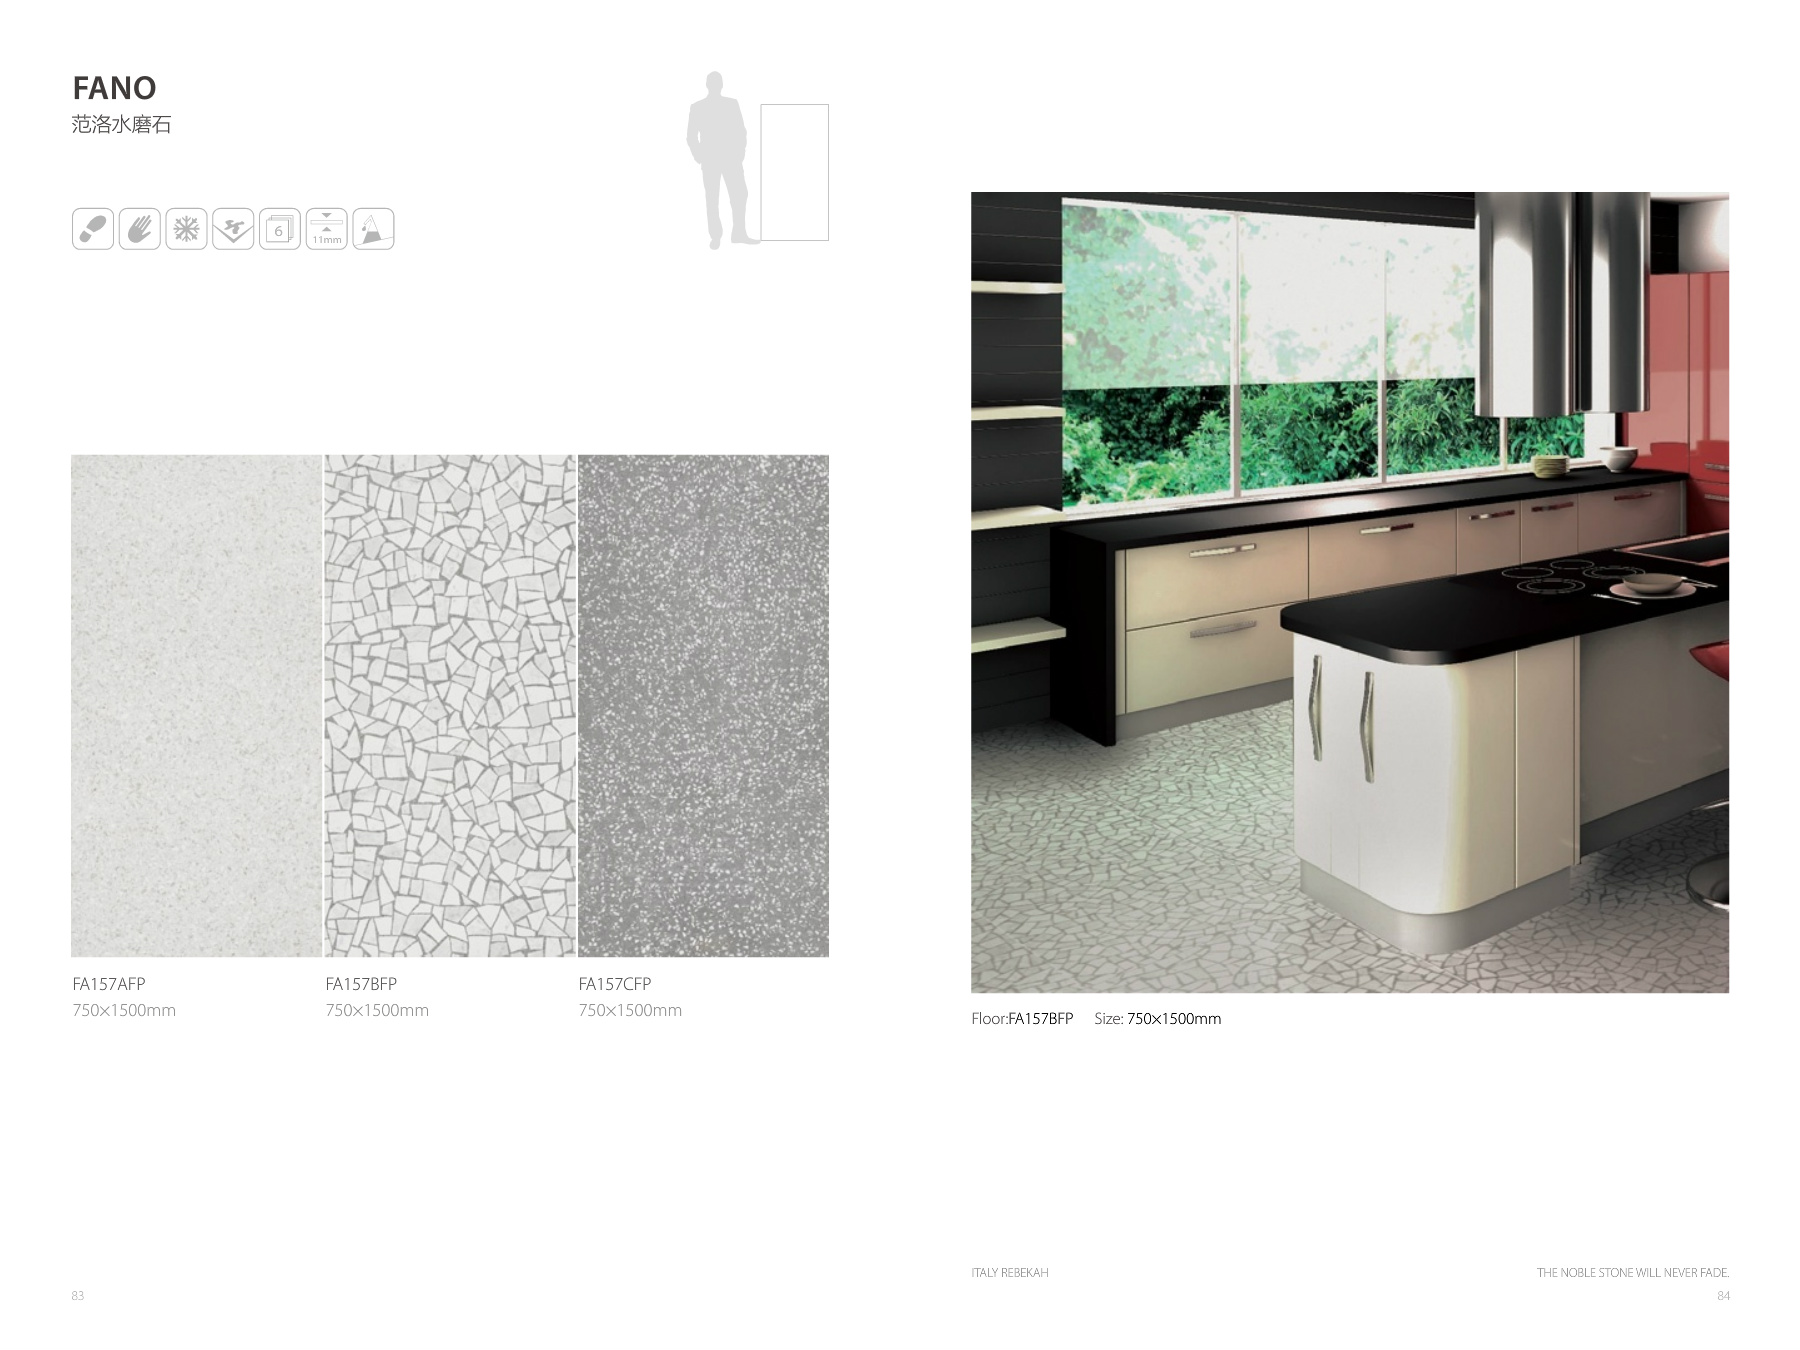 FANO
范洛水磨石
6
11mm
FA157AFP
750×1500mm
FA157BFP
750×1500mm
FA157CFP
750×1500mm
Floor:FA157BFP Size: 750×1500mm
ITALY REBEKAH
THE NOBLE STONE WILL NEVER FADE.
83
84